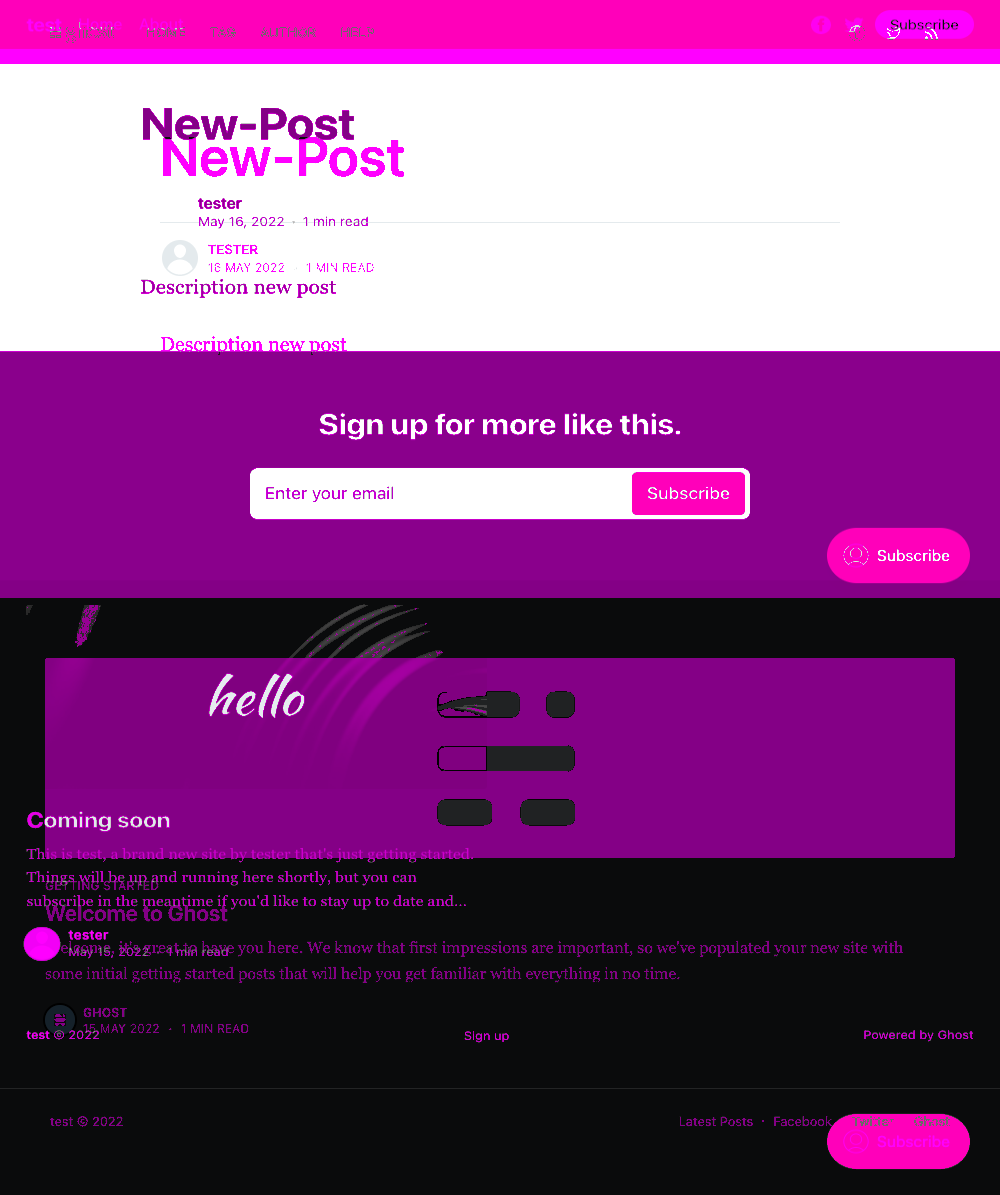 test Home About
Subscribe
New-Post
New-Post
tester
May 16, 2022 · 1 min read
TESTER
16 MAY 2022 · 1 MIN READ
Description new post
Description new post
Sign up for more like this.
Enter your email Subscribe
Subscribe
hello
Coming soon
This is test, a brand new site by tester that's just getting started.
Things will be up and running here shortly, but you can
GETTING STARTED
subscribe in the meantime if you'd like to stay up to date and...
Welcome to Ghost
tester
Welcome, it's great to have you here. We know that first impressions are important, so we've populated your new site with
May 15, 2022 · 1 min read
some initial getting started posts that will help you get familiar with everything in no time.
GHOST
15 MAY 2022 · 1 MIN READ
test © 2022 Sign up Powered by Ghost
test © 2022 Latest Posts · Facebook Twitter Ghost
Subscribe